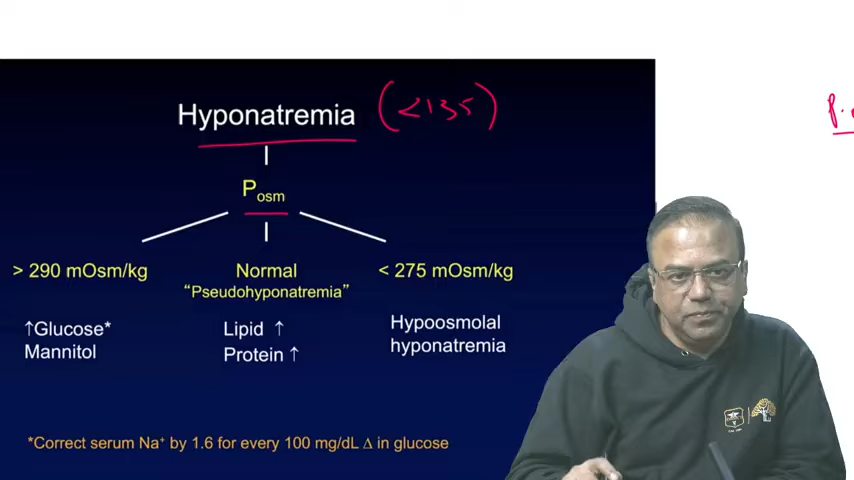 Hyponatremia (<135)
P.
Posm
> 290 mOsm/kg
Normal
< 275 mOsm/kg
“Pseudohyponatremia”
↑Glucose*
Mannitol
Lipid ↑
Protein ↑
Hypoosmolal
hyponatremia
*Correct serum Na⁺ by 1.6 for every 100 mg/dL Δ in glucose